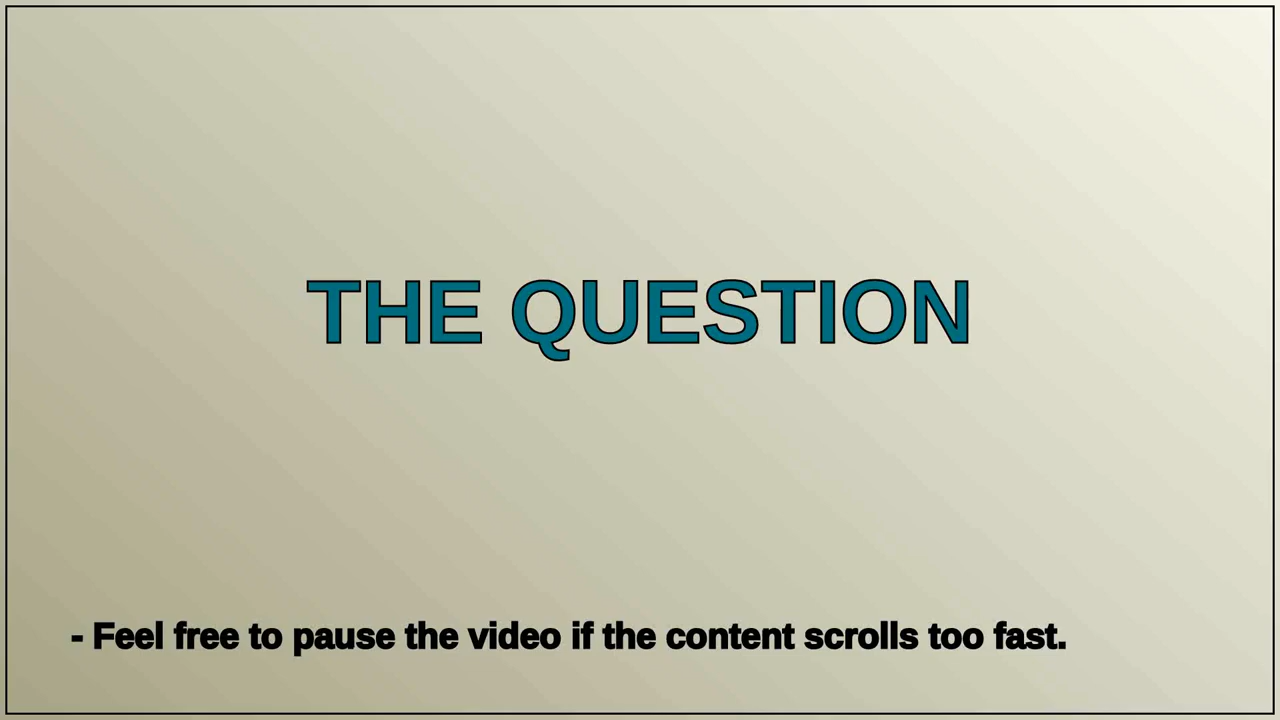 THE QUESTION
- Feel free to pause the video if the content scrolls too fast.